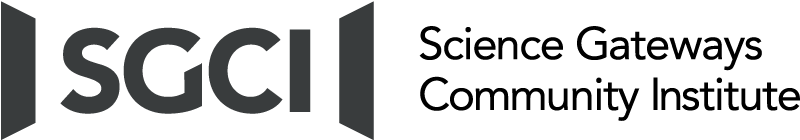 SGCI
Science Gateways
Community Institute